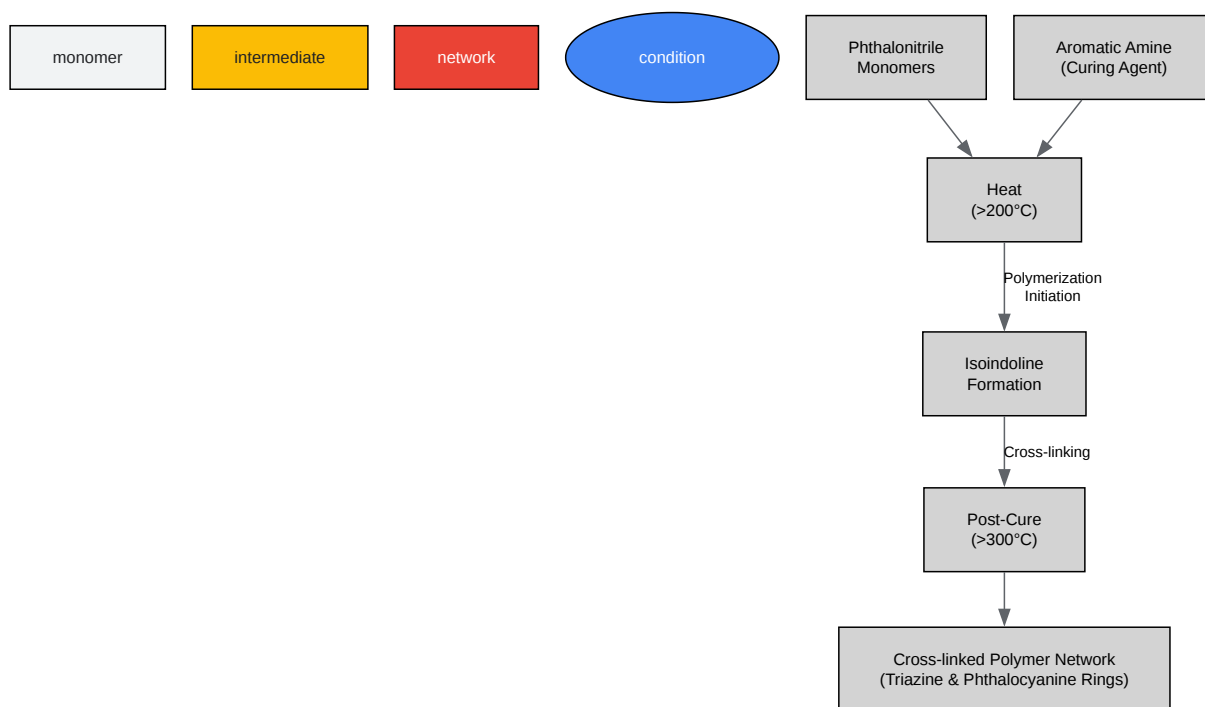 monomer
intermediate
network
condition
Phthalonitrile
Monomers
Aromatic Amine
(Curing Agent)
Heat
(>200°C)
Polymerization
Initiation
Isoindoline
Formation
Cross-linking
Post-Cure
(>300°C)
Cross-linked Polymer Network
(Triazine & Phthalocyanine Rings)